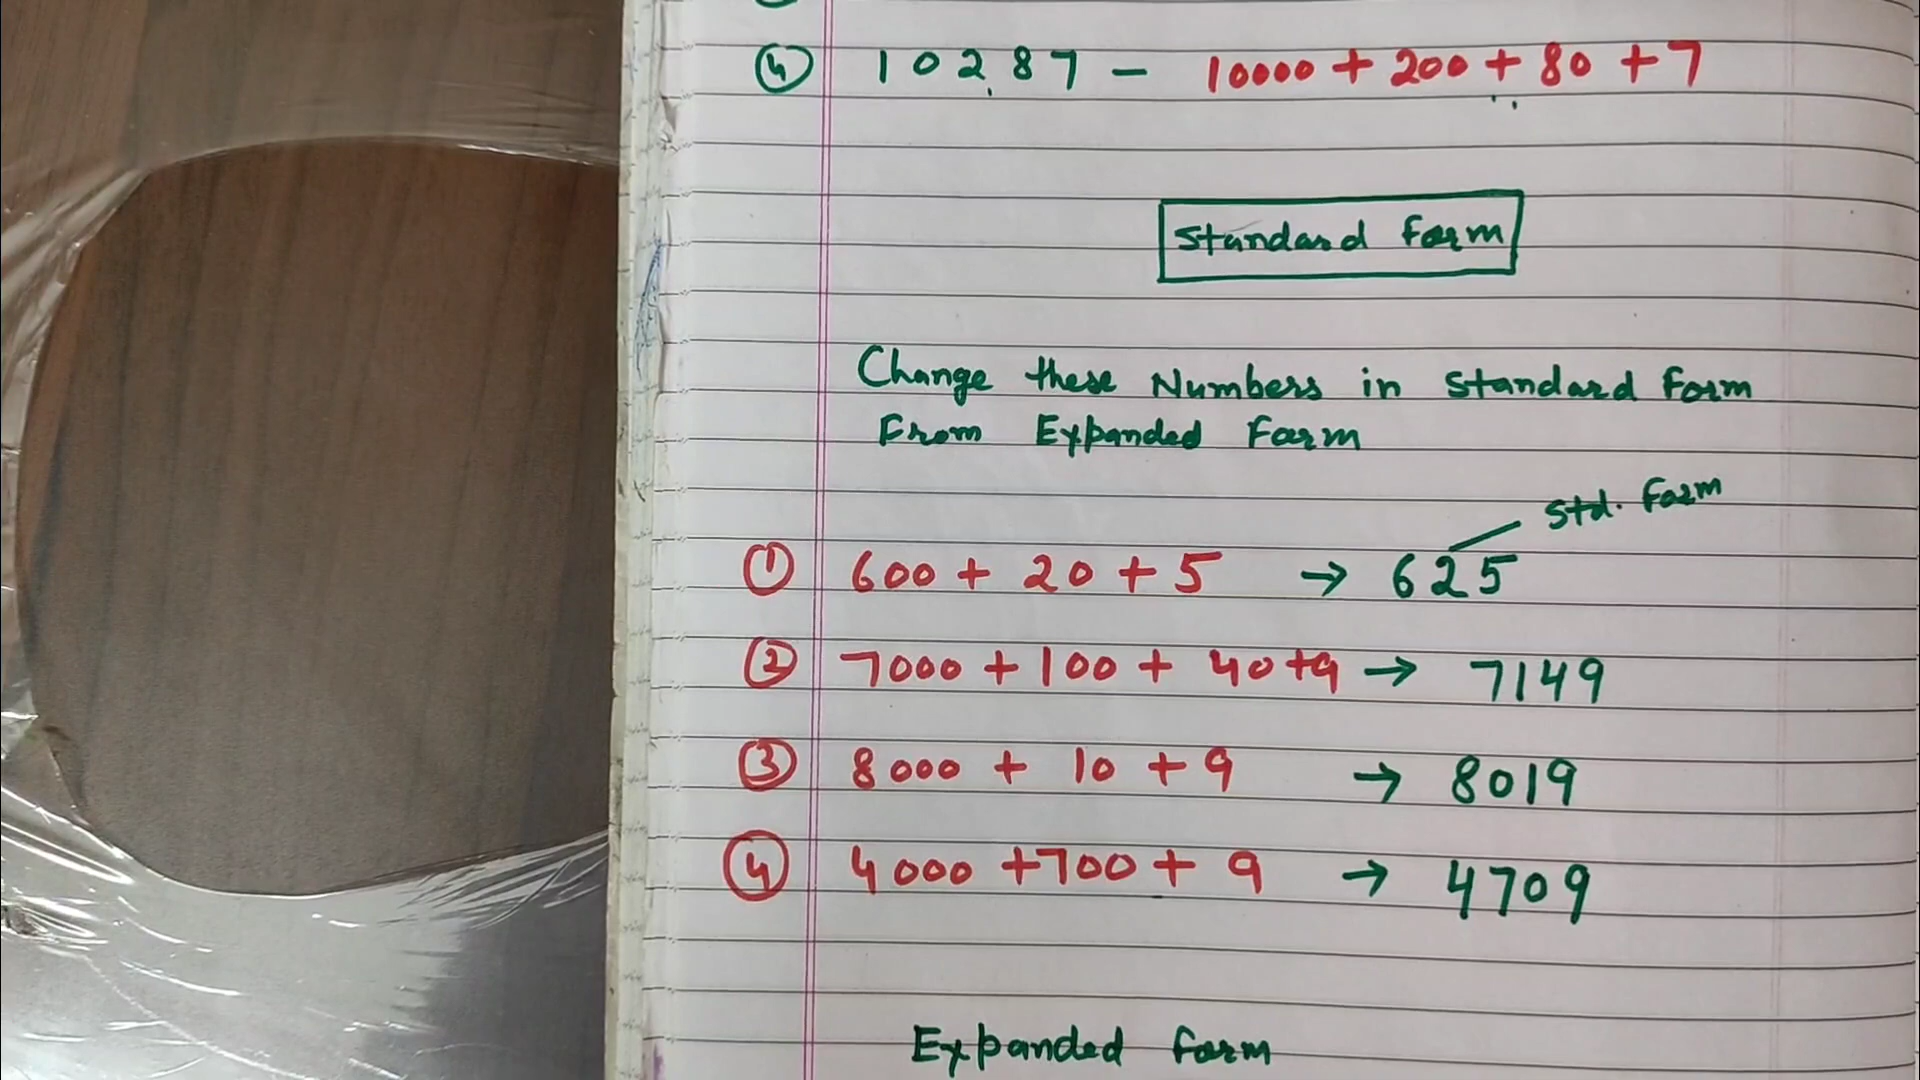 ④ 10287 - 10000 + 200 + 80 + 7
Standard Form
Change these Numbers in Standard Form
From Expanded Form
Std. Form
① 600 + 20 + 5 → 625
② 7000 + 100 + 40 + 9 → 7149
③ 8000 + 10 + 9 → 8019
④ 4000 + 700 + 9 → 4709
Expanded Form